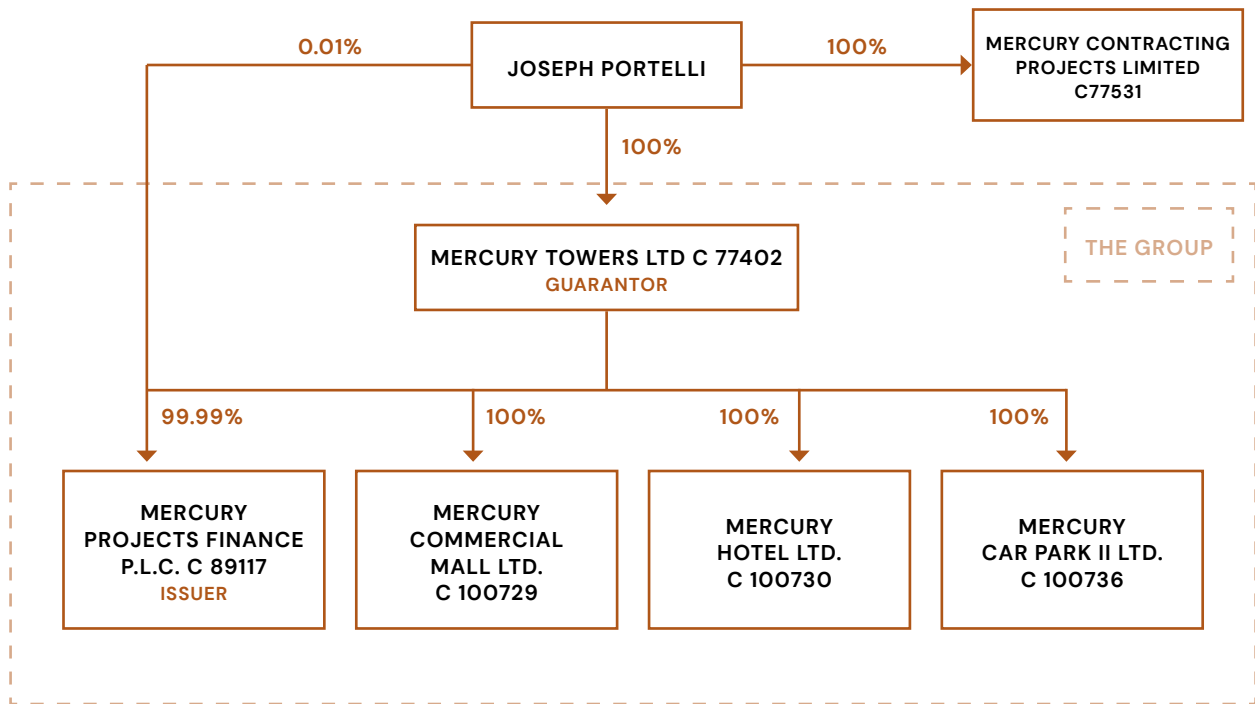 0.01%
JOSEPH PORTELLI
100%
MERCURY CONTRACTING
PROJECTS LIMITED
C77531
100%
THE GROUP
MERCURY TOWERS LTD C 77402
GUARANTOR
99.99%
100%
100%
100%
MERCURY
PROJECTS FINANCE
P.L.C. C 89117
ISSUER
MERCURY
COMMERCIAL
MALL LTD.
C 100729
MERCURY
HOTEL LTD.
C 100730
MERCURY
CAR PARK II LTD.
C 100736